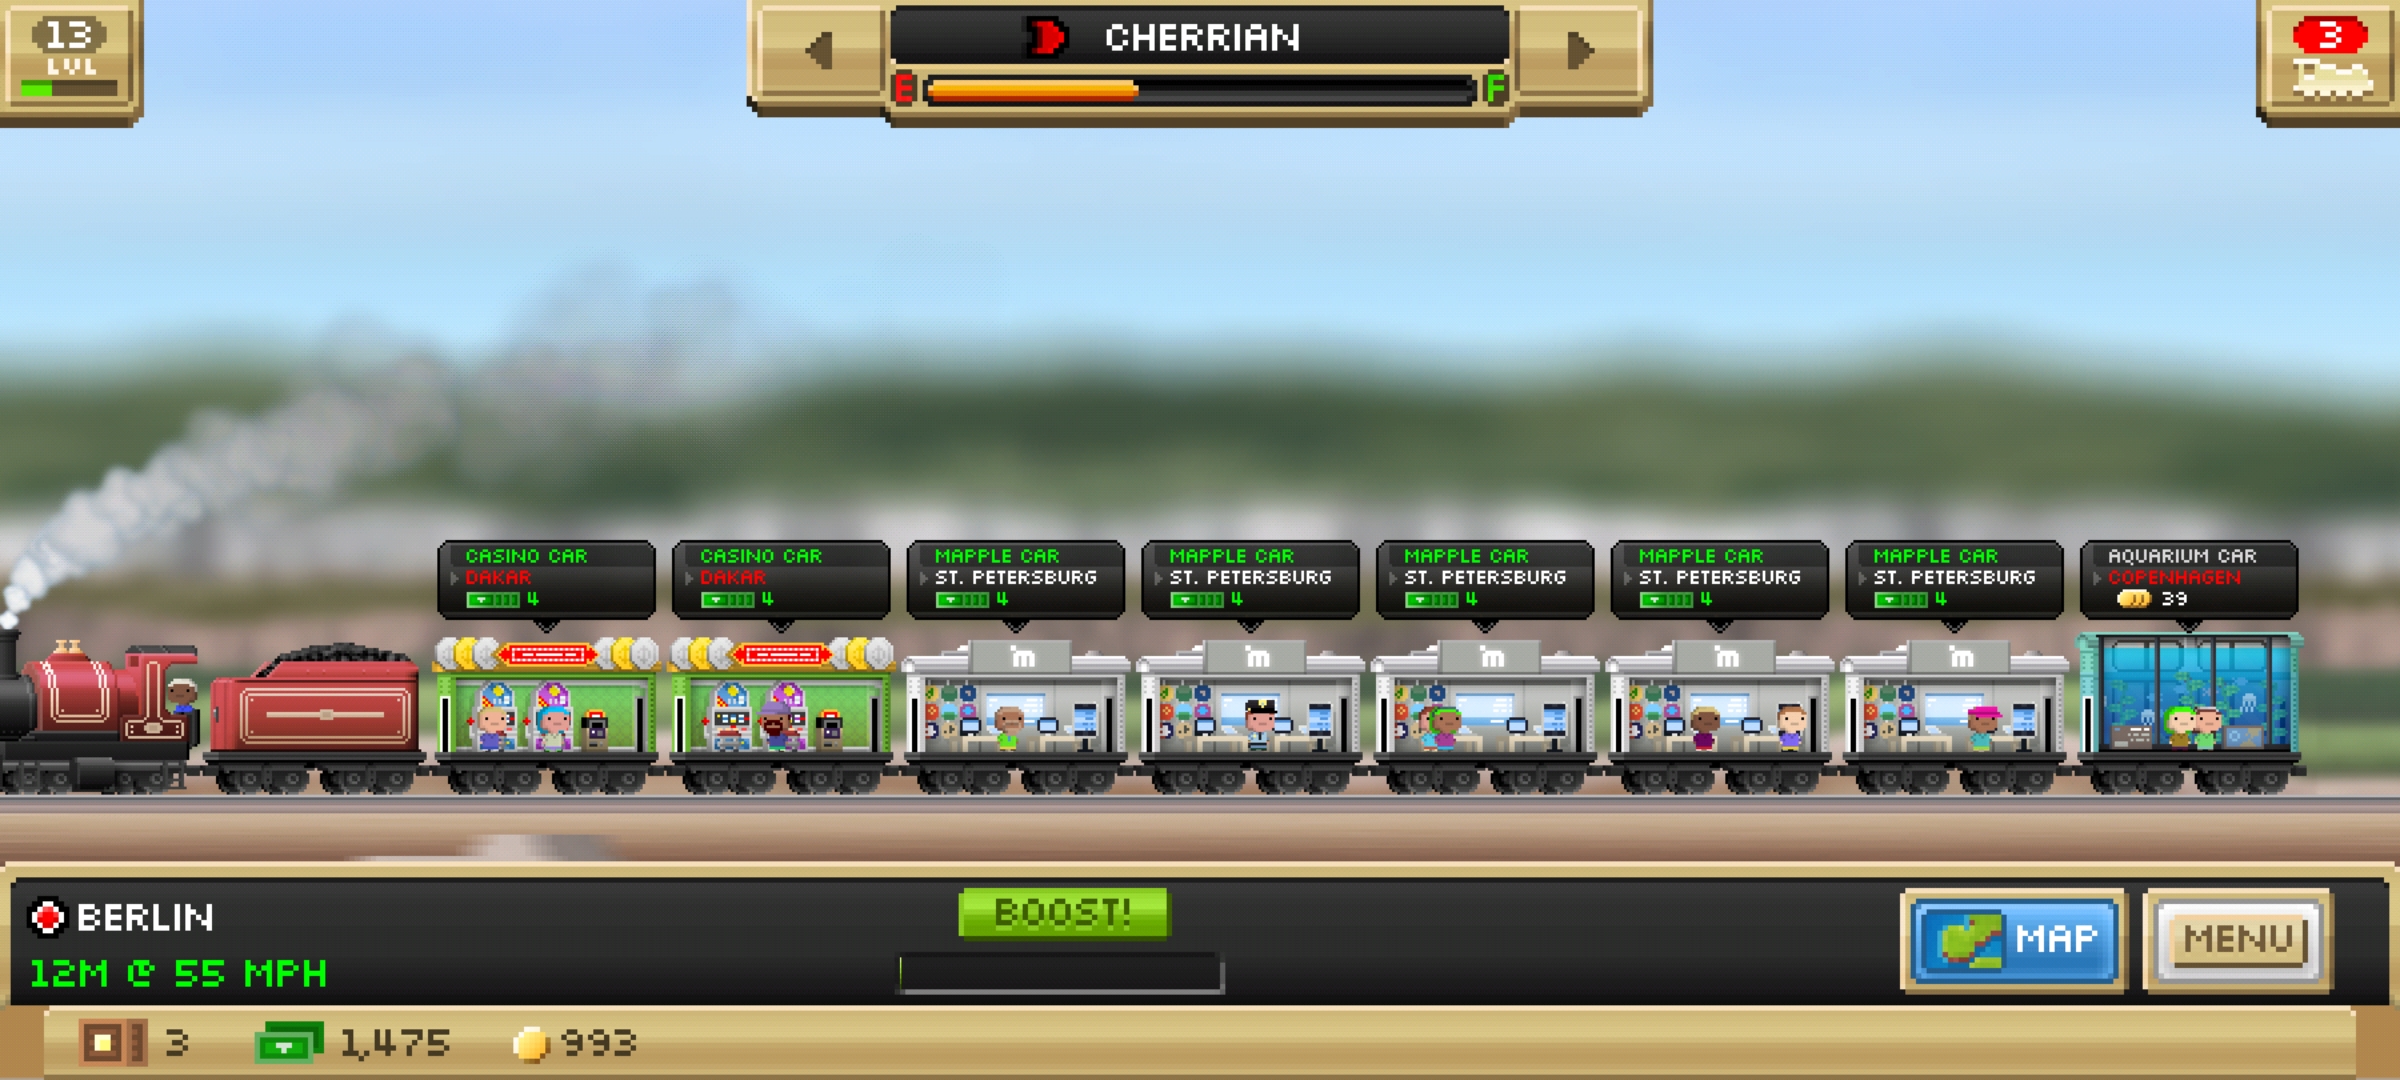 13
LVL
CHERRIAN
E
F
3
CASINO CAR
DAKAR
4
CASINO CAR
DAKAR
4
MAPPLE CAR
ST. PETERSBURG
4
MAPPLE CAR
ST. PETERSBURG
4
MAPPLE CAR
ST. PETERSBURG
4
MAPPLE CAR
ST. PETERSBURG
4
MAPPLE CAR
ST. PETERSBURG
4
AQUARIUM CAR
COPENHAGEN
39
m
m
m
m
m
BERLIN
12M @ 55 MPH
BOOST!
MAP
MENU
3
1,475
993